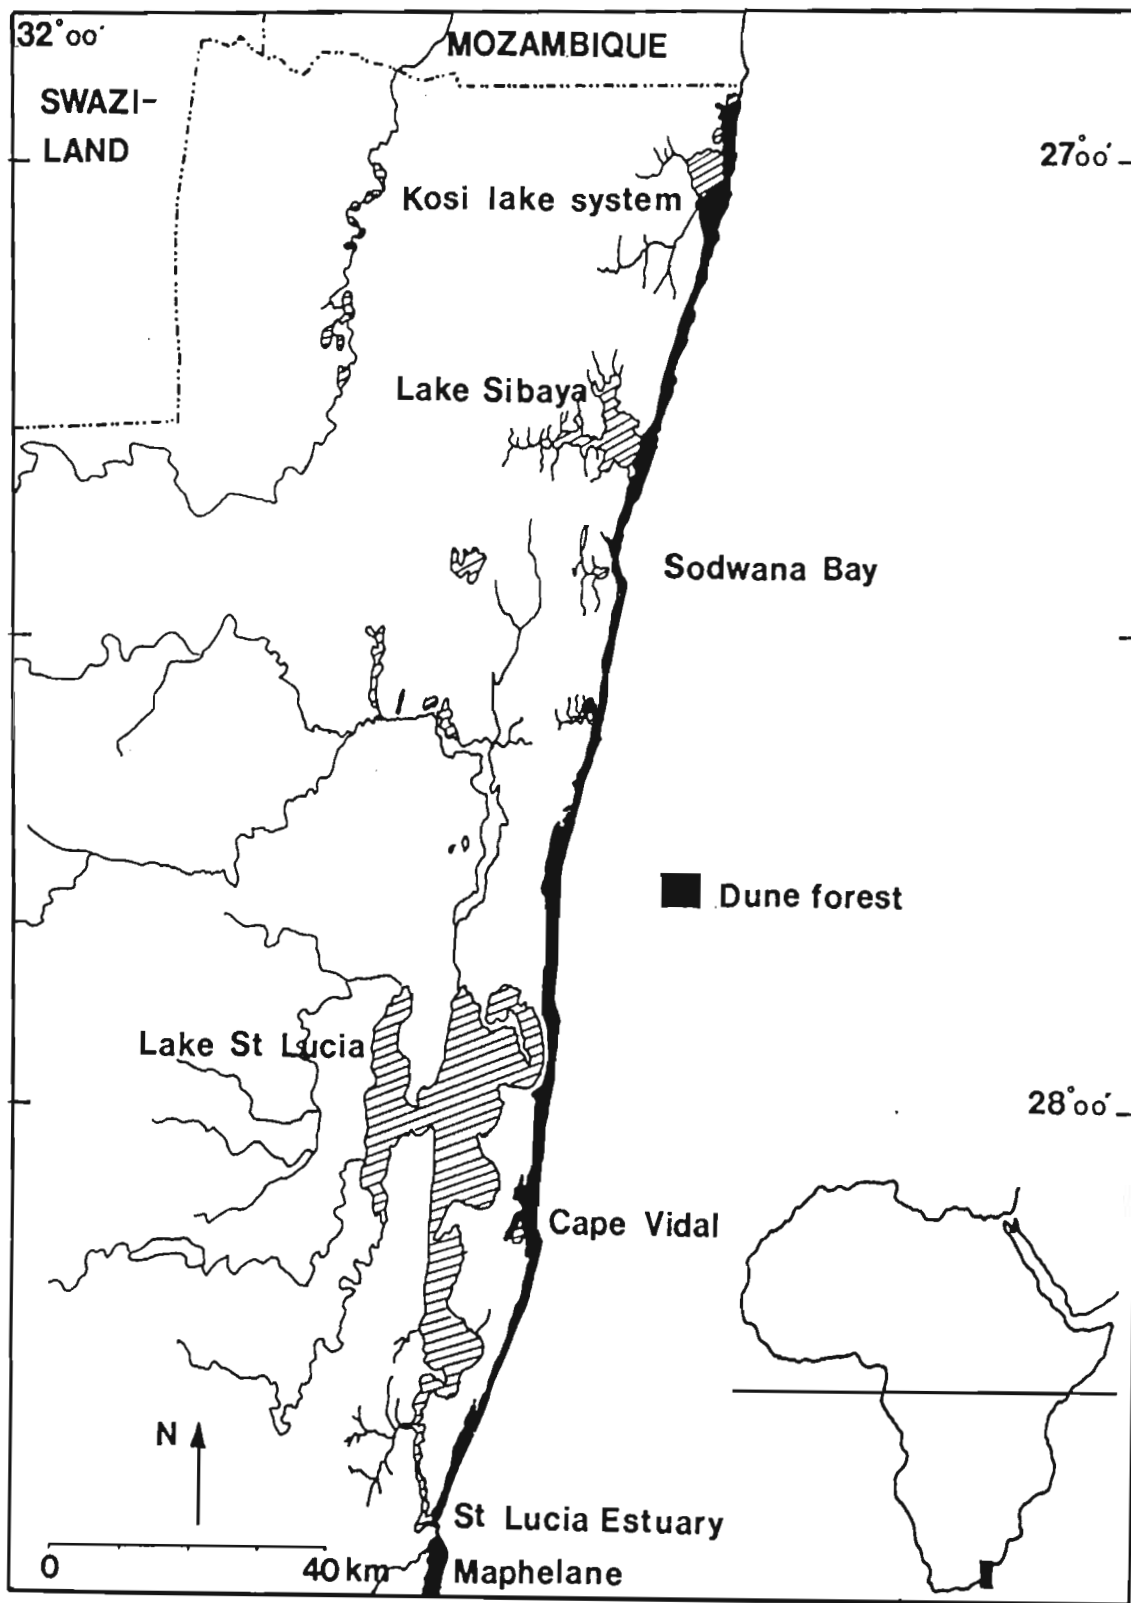 32°00′
MOZAMBIQUE
SWAZI-
LAND
27°00′
Kosi lake system
Lake Sibaya
Sodwana Bay
Dune forest
Lake St Lucia
28°00′
Cape Vidal
N
St Lucia Estuary
0 40 km
Maphelane